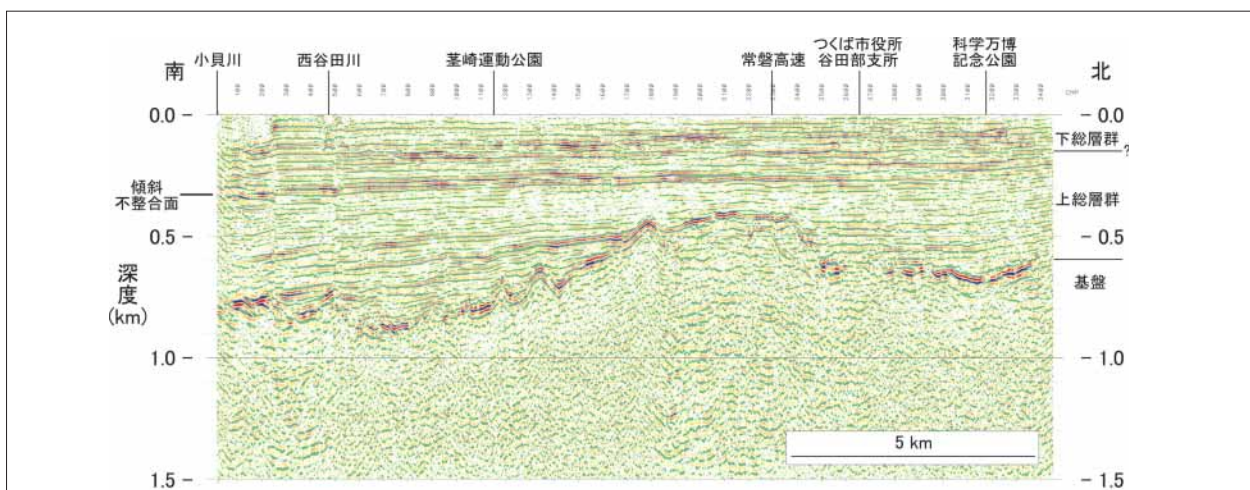 つくば市役所
谷田部支所
科学万博
記念公園
小貝川
西谷田川
茎崎運動公園
常磐高速
南
北
CMP
0.0
0.0
下総層群
?
傾斜
不整合面
上総層群
0.5
0.5
基盤
深度
(km)
1.0
1.0
5 km
1.5
1.5